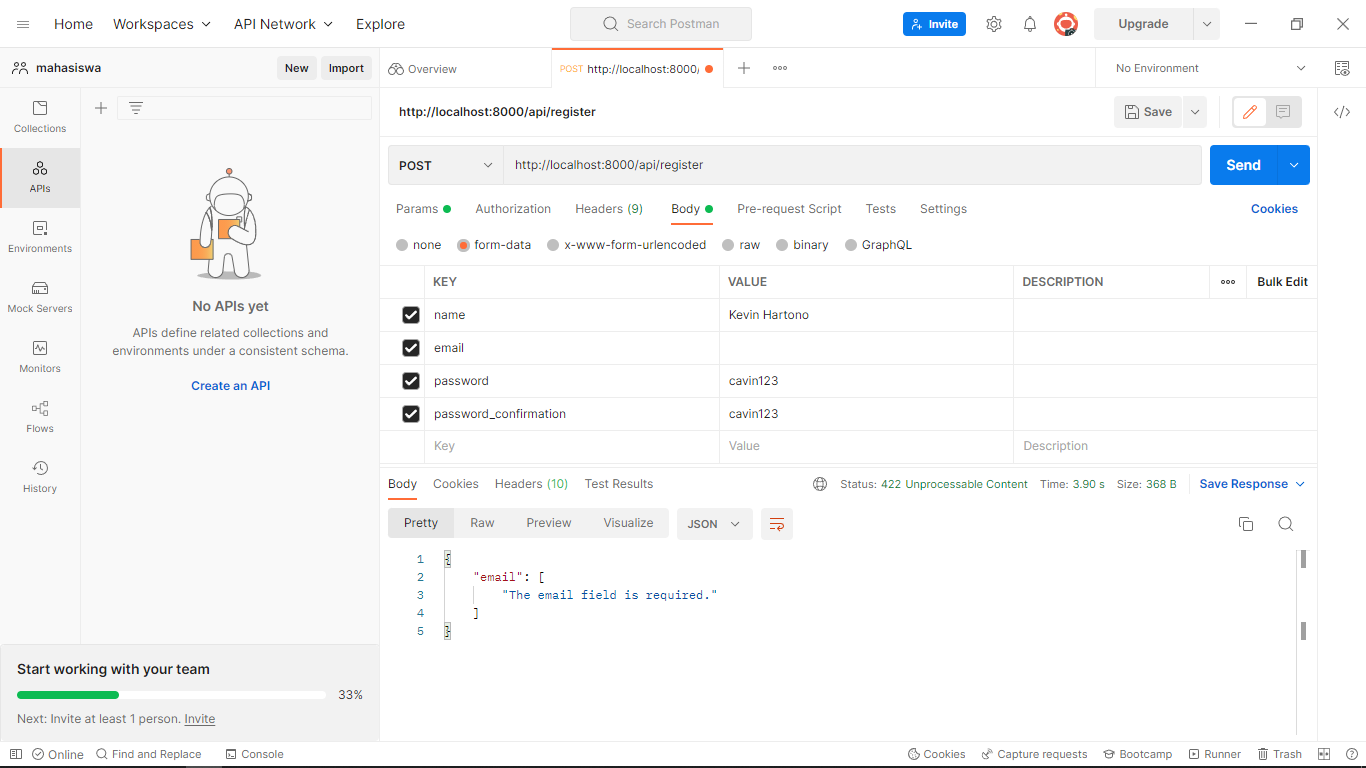 Home Workspaces API Network Explore Search Postman Invite Upgrade
mahasiswa New Import Overview POST http://localhost:8000/ No Environment
Collections
APIs
Environments
Mock Servers
Monitors
Flows
History
No APIs yet
APIs define related collections and
environments under a consistent schema.
Create an API
Start working with your team
33%
Next: Invite at least 1 person. Invite
http://localhost:8000/api/register Save
POST http://localhost:8000/api/register Send
Params Authorization Headers (9) Body Pre-request Script Tests Settings Cookies
none form-data x-www-form-urlencoded raw binary GraphQL
KEY VALUE DESCRIPTION Bulk Edit
name Kevin Hartono
email
password cavin123
password_confirmation cavin123
Key Value Description
Body Cookies Headers (10) Test Results Status: 422 Unprocessable Content Time: 3.90 s Size: 368 B Save Response
Pretty Raw Preview Visualize JSON
1 {
2 "email": [
3 "The email field is required."
4 ]
5 }
Online Find and Replace Console Cookies Capture requests Bootcamp Runner Trash